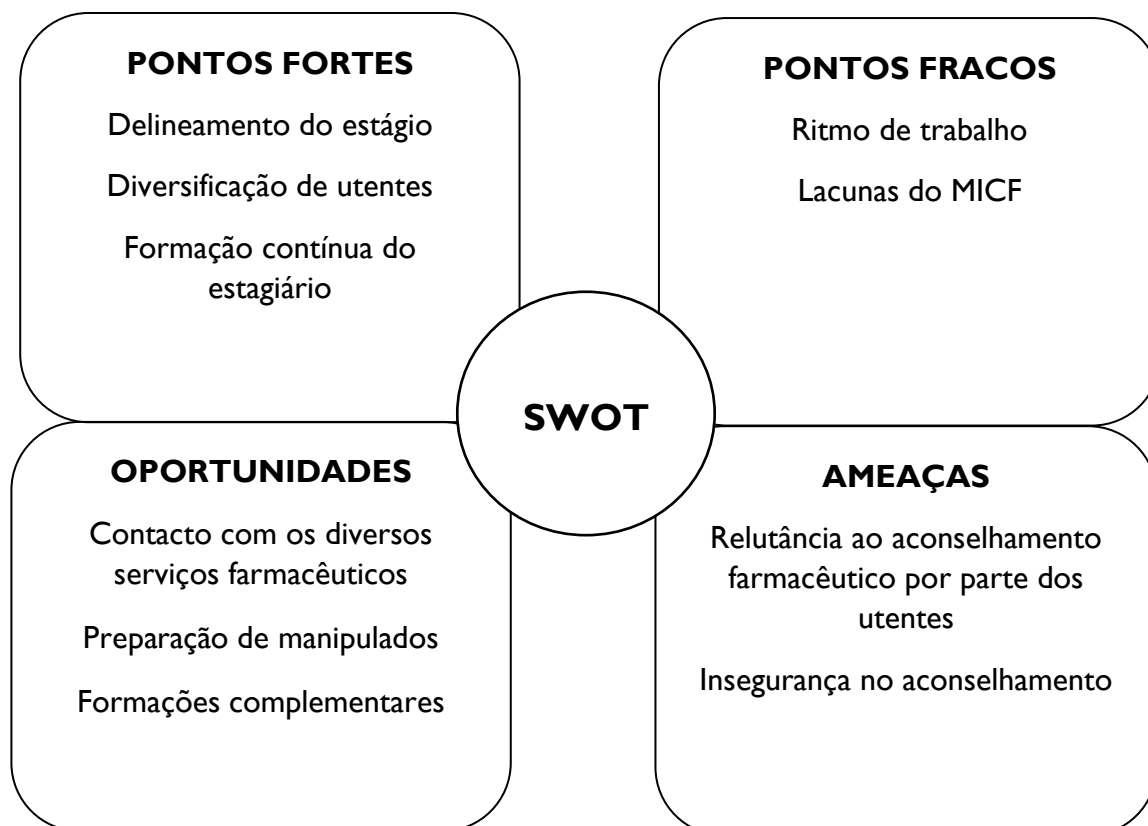 PONTOS FORTES
Delineamento do estágio
Diversificação de utentes
Formação contínua do
estagiário
PONTOS FRACOS
Ritmo de trabalho
Lacunas do MICF
SWOT
OPORTUNIDADES
Contacto com os diversos
serviços farmacêuticos
Preparação de manipulados
Formações complementares
AMEAÇAS
Relutância ao aconselhamento
farmacêutico por parte dos
utentes
Insegurança no aconselhamento